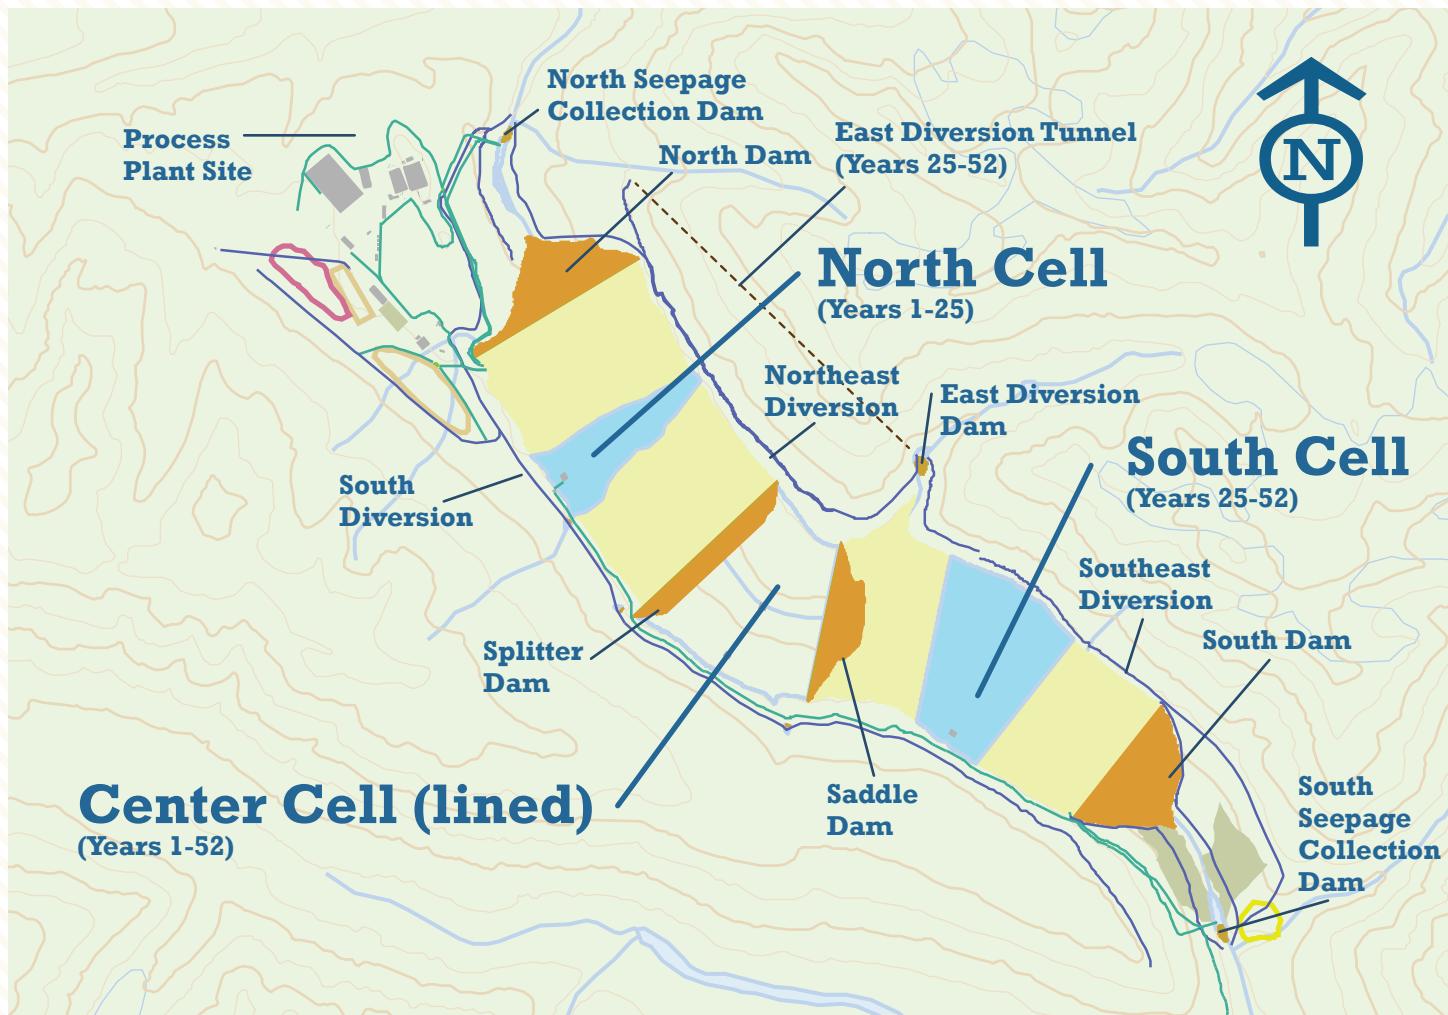 North Seepage
Collection Dam
Process
Plant Site
North Dam
East Diversion Tunnel
(Years 25-52)
N
North Cell
(Years 1-25)
Northeast
Diversion
East Diversion
Dam
South Cell
(Years 25-52)
South
Diversion
Southeast
Diversion
South Dam
Splitter
Dam
Center Cell (lined)
(Years 1-52)
Saddle
Dam
South
Seepage
Collection
Dam